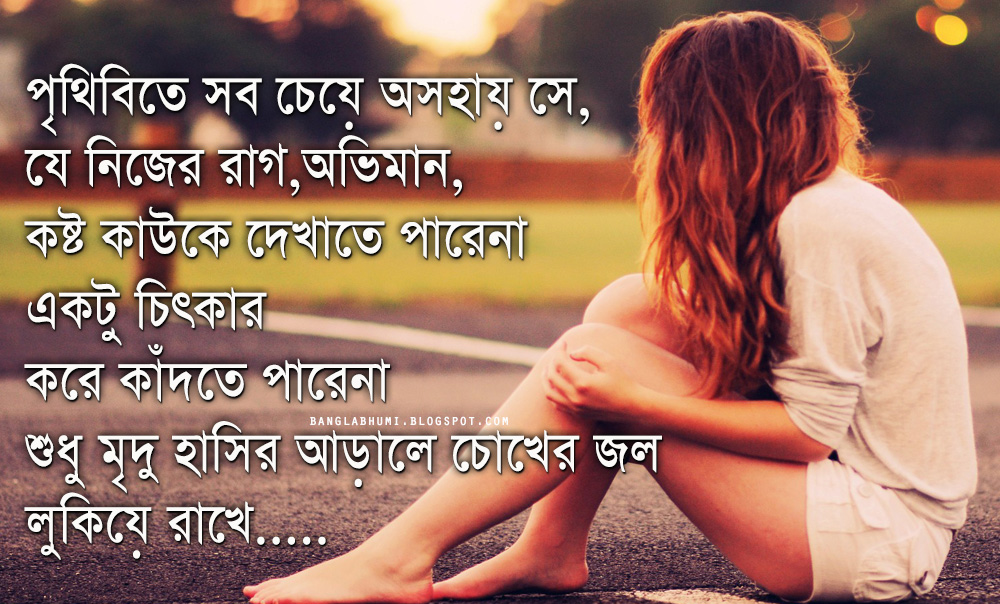 পৃথিবিতে সব চেয়ে অসহায় সে,
যে নিজের রাগ,অভিমান,
কষ্ট কাউকে দেখাতে পারেনা
একটু চিৎকার
করে কাঁদতে পারেনা
BANGLABHUMI.BLOGSPOT.COM
শুধু মৃদু হাসির আড়ালে চোখের জল
লুকিয়ে রাখে.....